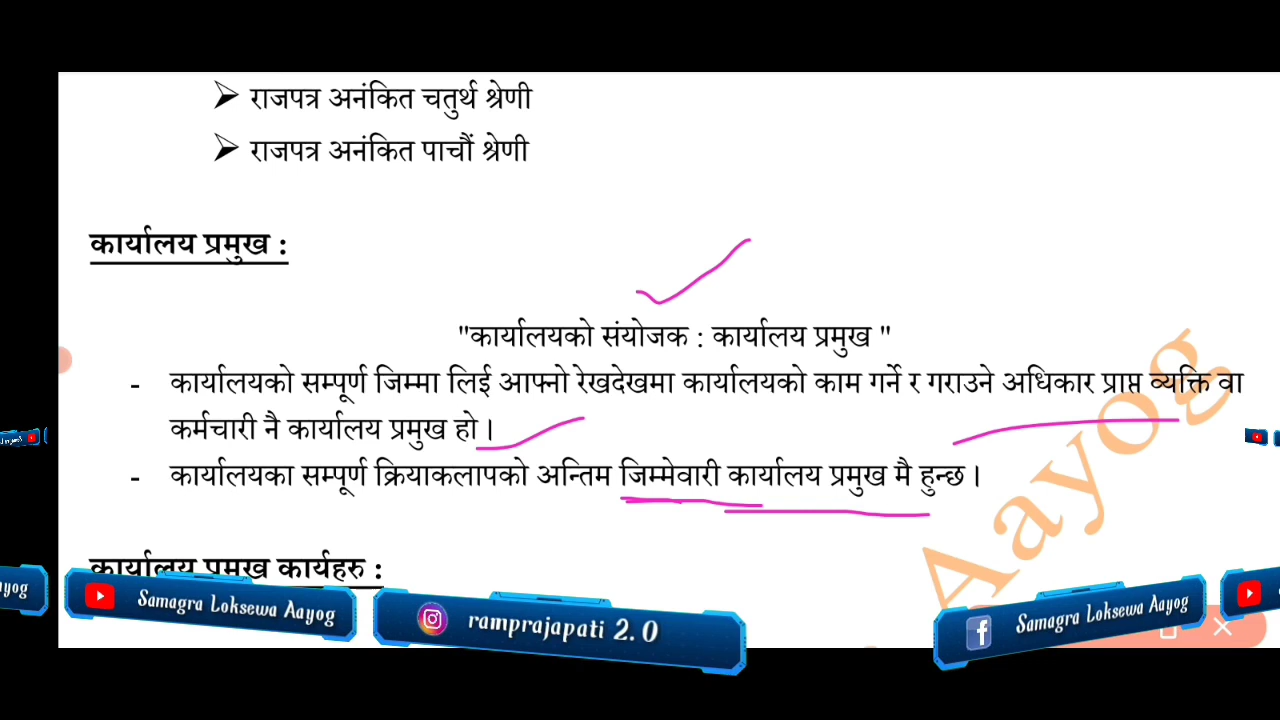 ➢ राजपत्र अनंकित चतुर्थ श्रेणी
➢ राजपत्र अनंकित पाचौं श्रेणी
कार्यालय प्रमुख :
"कार्यालयको संयोजक : कार्यालय प्रमुख "
- कार्यालयको सम्पूर्ण जिम्मा लिई आफ्नो रेखदेखमा कार्यालयको काम गर्ने र गराउने अधिकार प्राप्त व्यक्ति वा
कर्मचारी नै कार्यालय प्रमुख हो।
- कार्यालयका सम्पूर्ण क्रियाकलापको अन्तिम जिम्मेवारी कार्यालय प्रमुख मै हुन्छ।
Aayog
कार्यालय प्रमुख कार्यहरु :
ayog
Samagra Loksewa Aayog
ramprajapati 2.0
Samagra Loksewa Aayog